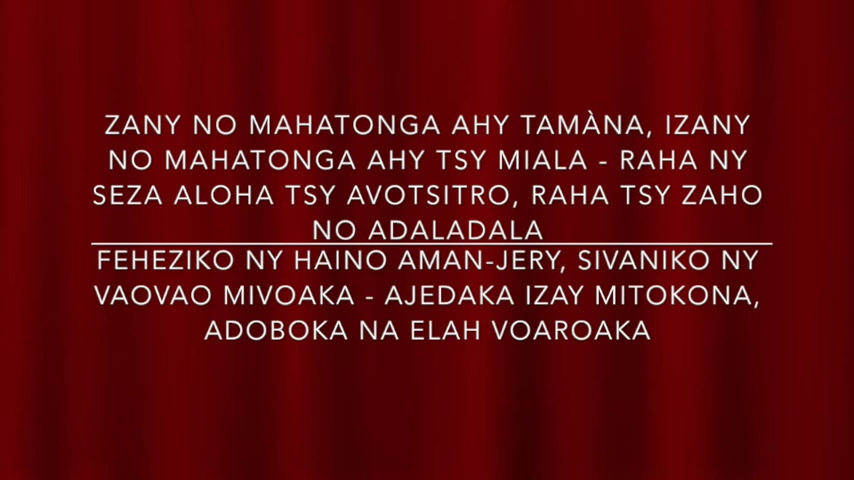 ZANY NO MAHATONGA AHY TAMÀNA, IZANY
NO MAHATONGA AHY TSY MIALA - RAHA NY
SEZA ALOHA TSY AVOTSITRO, RAHA TSY ZAHO
NO ADALADALA
FEHEZIKO NY HAINO AMAN-JERY, SIVANIKO NY
VAOVAO MIVOAKA - AJEDAKA IZAY MITOKONA,
ADOBOKA NA ELAH VOAROAKA